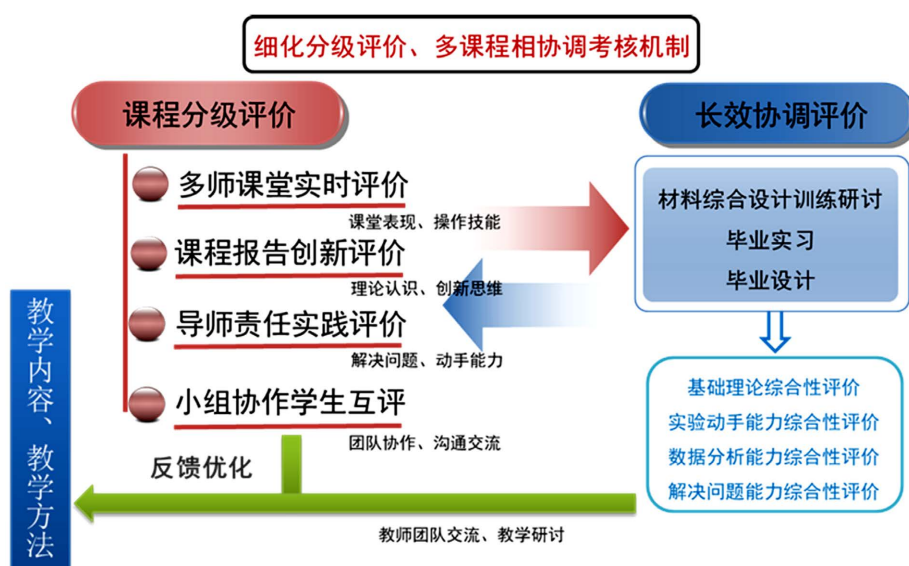 细化分级评价、多课程相协调考核机制
课程分级评价
多师课堂实时评价
课堂表现、操作技能
课程报告创新评价
理论认识、创新思维
导师责任实践评价
解决问题、动手能力
小组协作学生互评
团队协作、沟通交流
长效协调评价
材料综合设计训练研讨
毕业实习
毕业设计
基础理论综合性评价
实验动手能力综合性评价
数据分析能力综合性评价
解决问题能力综合性评价
反馈优化
教师团队交流、教学研讨
教学内容、教学方法